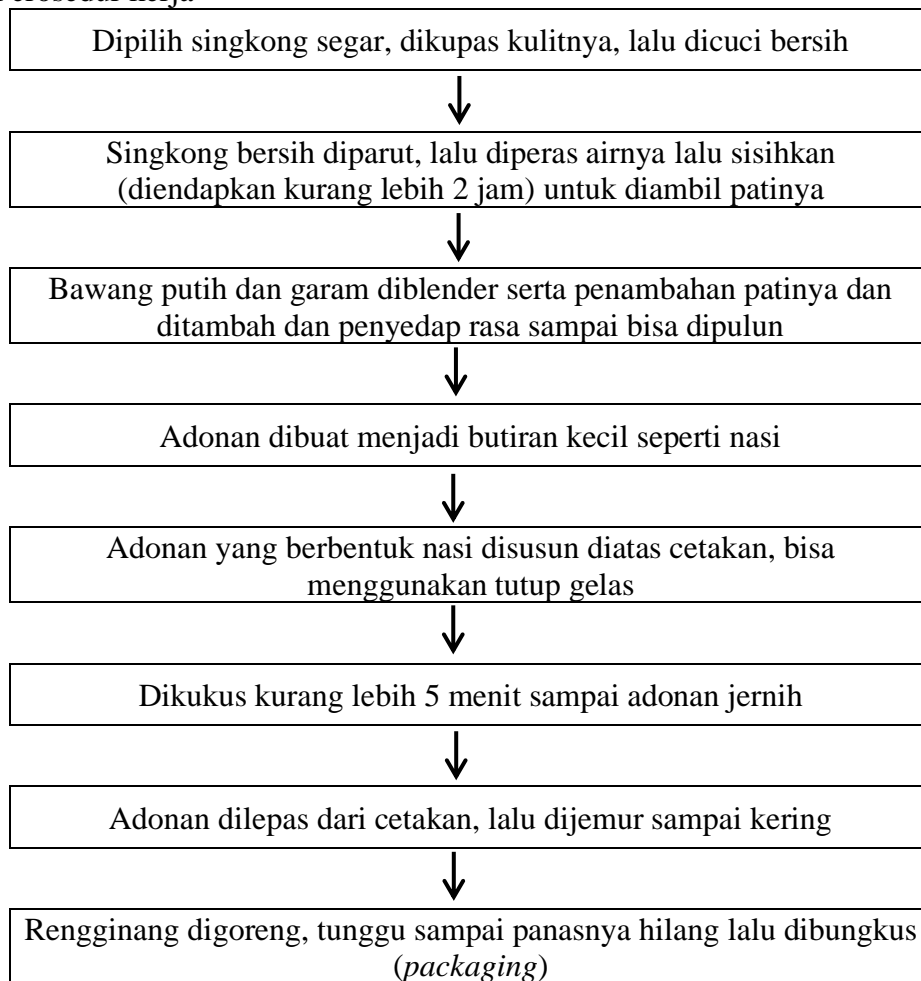 Dipilih singkong segar, dikupas kulitnya, lalu dicuci bersih
Singkong bersih diparut, lalu diperas airnya lalu sisihkan
(diendapkan kurang lebih 2 jam) untuk diambil patinya
Bawang putih dan garam diblender serta penambahan patinya dan
ditambah dan penyedap rasa sampai bisa dipulun
Adonan dibuat menjadi butiran kecil seperti nasi
Adonan yang berbentuk nasi disusun diatas cetakan, bisa
menggunakan tutup gelas
Dikukus kurang lebih 5 menit sampai adonan jernih
Adonan dilepas dari cetakan, lalu dijemur sampai kering
Rengginang digoreng, tunggu sampai panasnya hilang lalu dibungkus
(packaging)